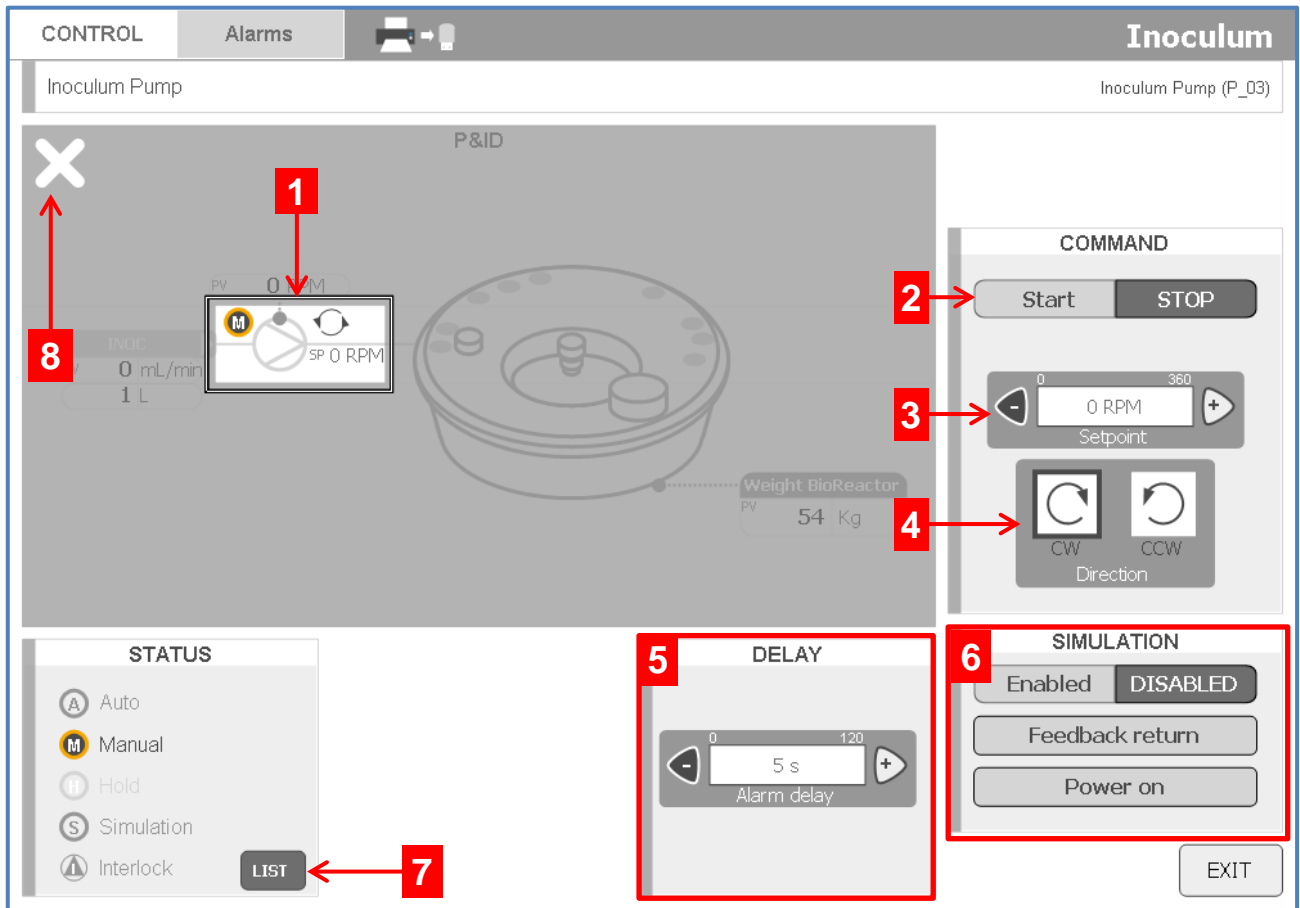 CONTROL
Alarms
Inoculum
Inoculum Pump
Inoculum Pump (P_03)
P&ID
8
1
PV 0 RPM
M
SP 0 RPM
INOC
0 mL/min
1 L
Weight BioReactor
PV 54 Kg
COMMAND
2
Start
STOP
3
0
360
-
0 RPM
+
Setpoint
4
CW
CCW
Direction
STATUS
A Auto
M Manual
H Hold
S Simulation
Interlock
LIST
7
5
DELAY
0
120
-
5 s
+
Alarm delay
6
SIMULATION
Enabled
DISABLED
Feedback return
Power on
EXIT